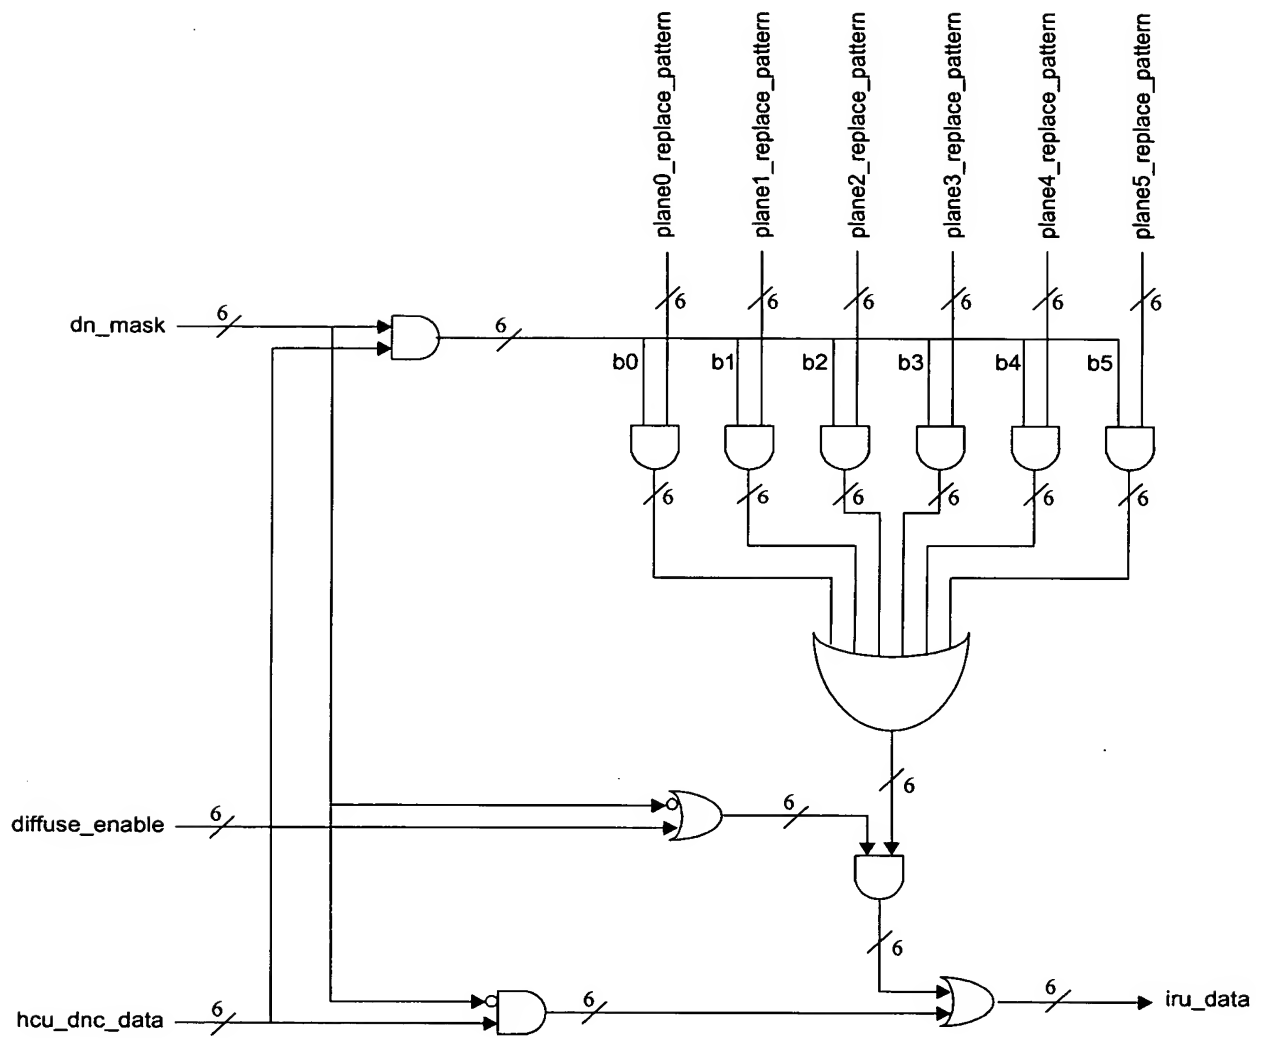 plane0_replace_pattern
plane1_replace_pattern
plane2_replace_pattern
plane3_replace_pattern
plane4_replace_pattern
plane5_replace_pattern
6 6 6 6 6 6
dn_mask 6 6
b0 b1 b2 b3 b4 b5
6 6 6 6 6 6
6
diffuse_enable 6 6
6
hcu_dnc_data 6 6 6 iru_data